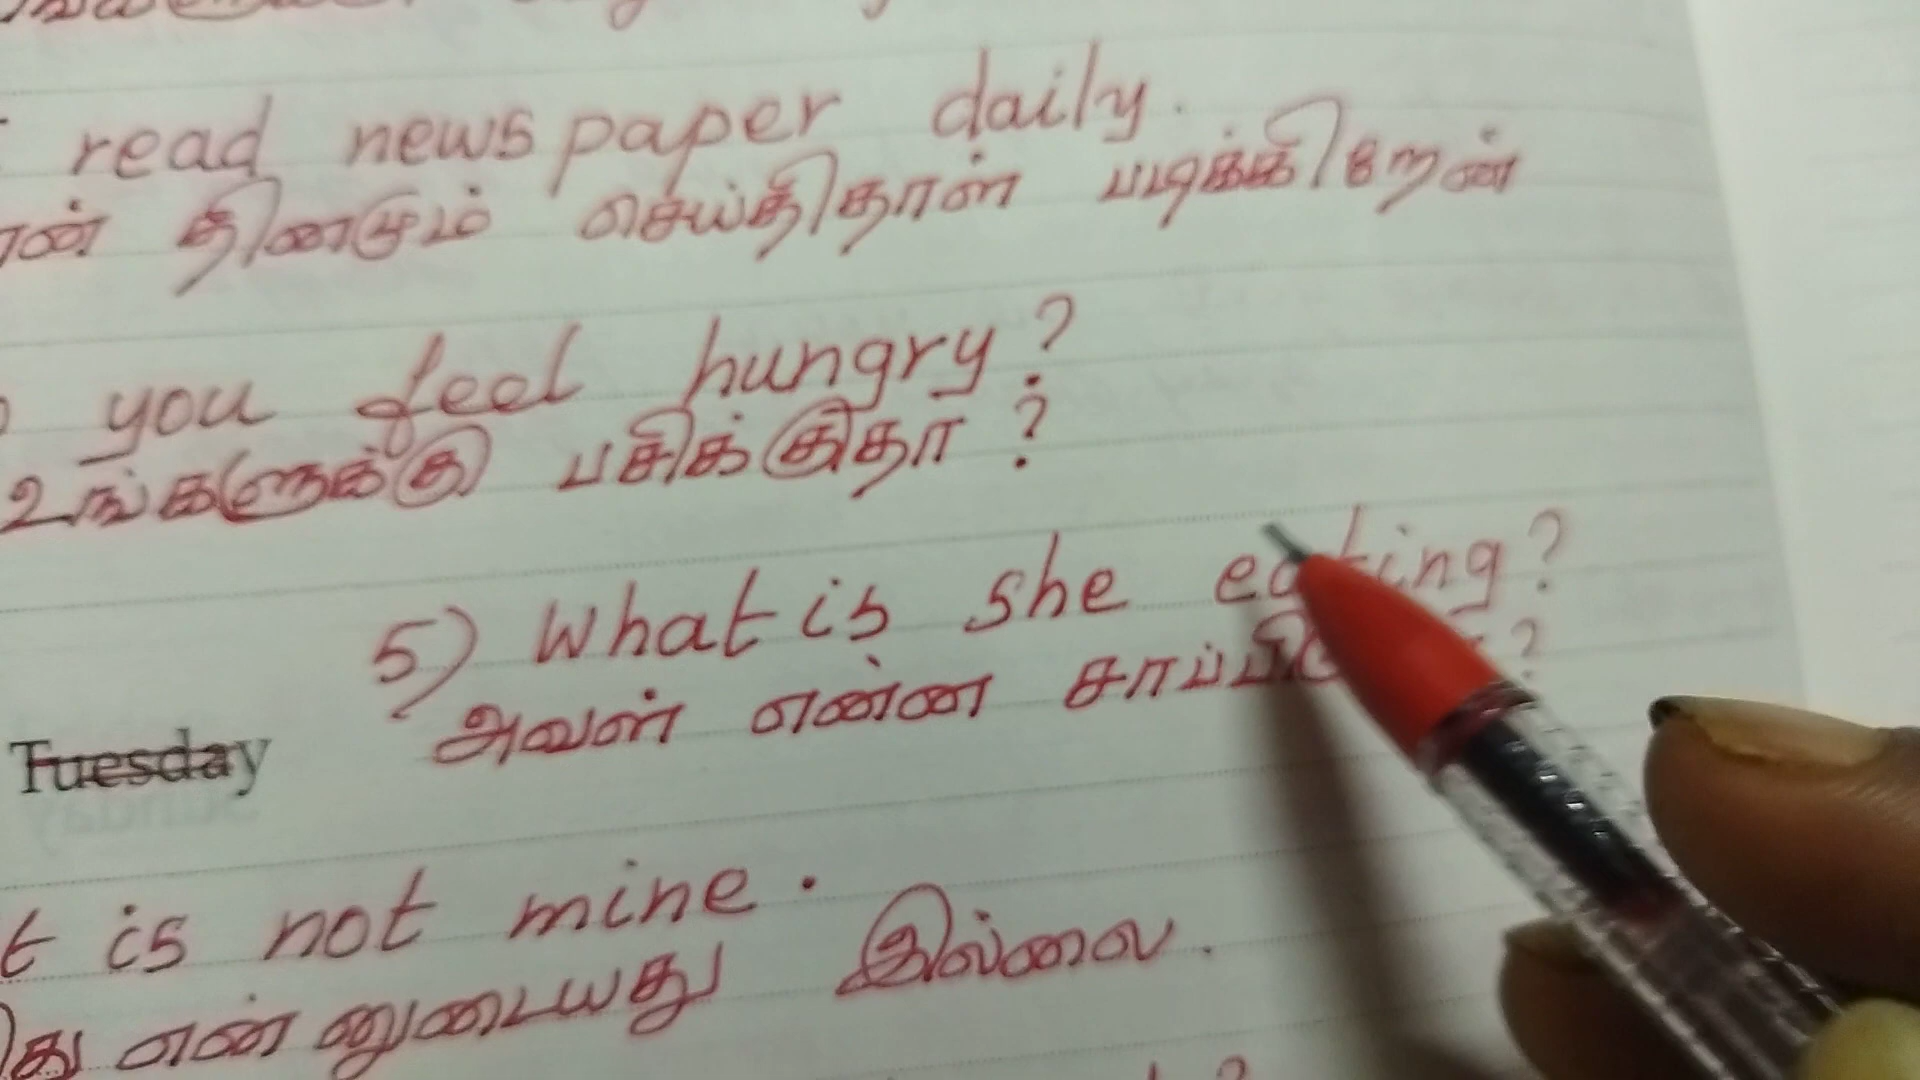 read newspaper daily.
தினமும் செய்திதாள் படிக்கிறேன்
you feel hungry?
உங்களுக்கு பசிக்குதா?
5) What is she eating?
அவள் என்ன
Tuesday
is not mine.
என்னுடையது இல்லை.